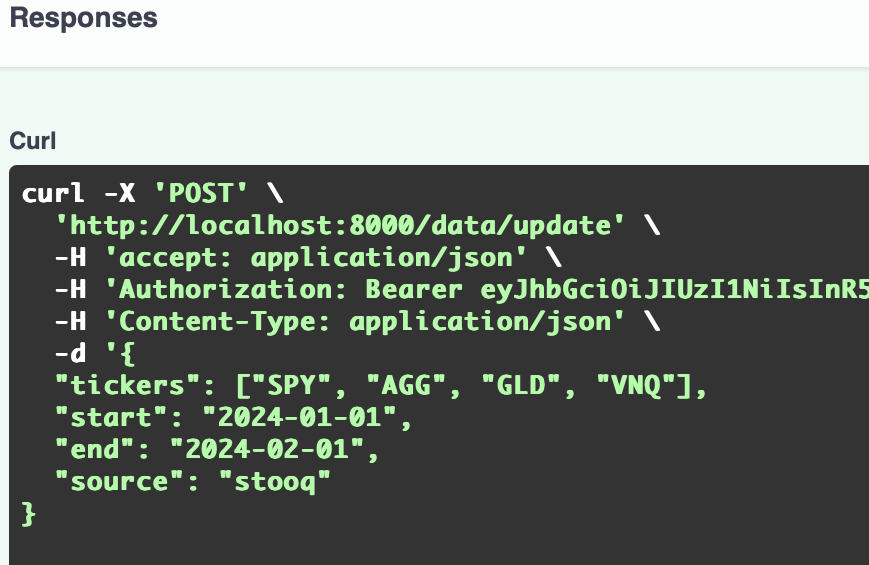 Responses
Curl
curl -X 'POST' \
'http://localhost:8000/data/update' \
-H 'accept: application/json' \
-H 'Authorization: Bearer eyJhbGciOiJIUzI1NiIsInR5
-H 'Content-Type: application/json' \
-d '{
"tickers": ["SPY", "AGG", "GLD", "VNQ"],
"start": "2024-01-01",
"end": "2024-02-01",
"source": "stooq"
}